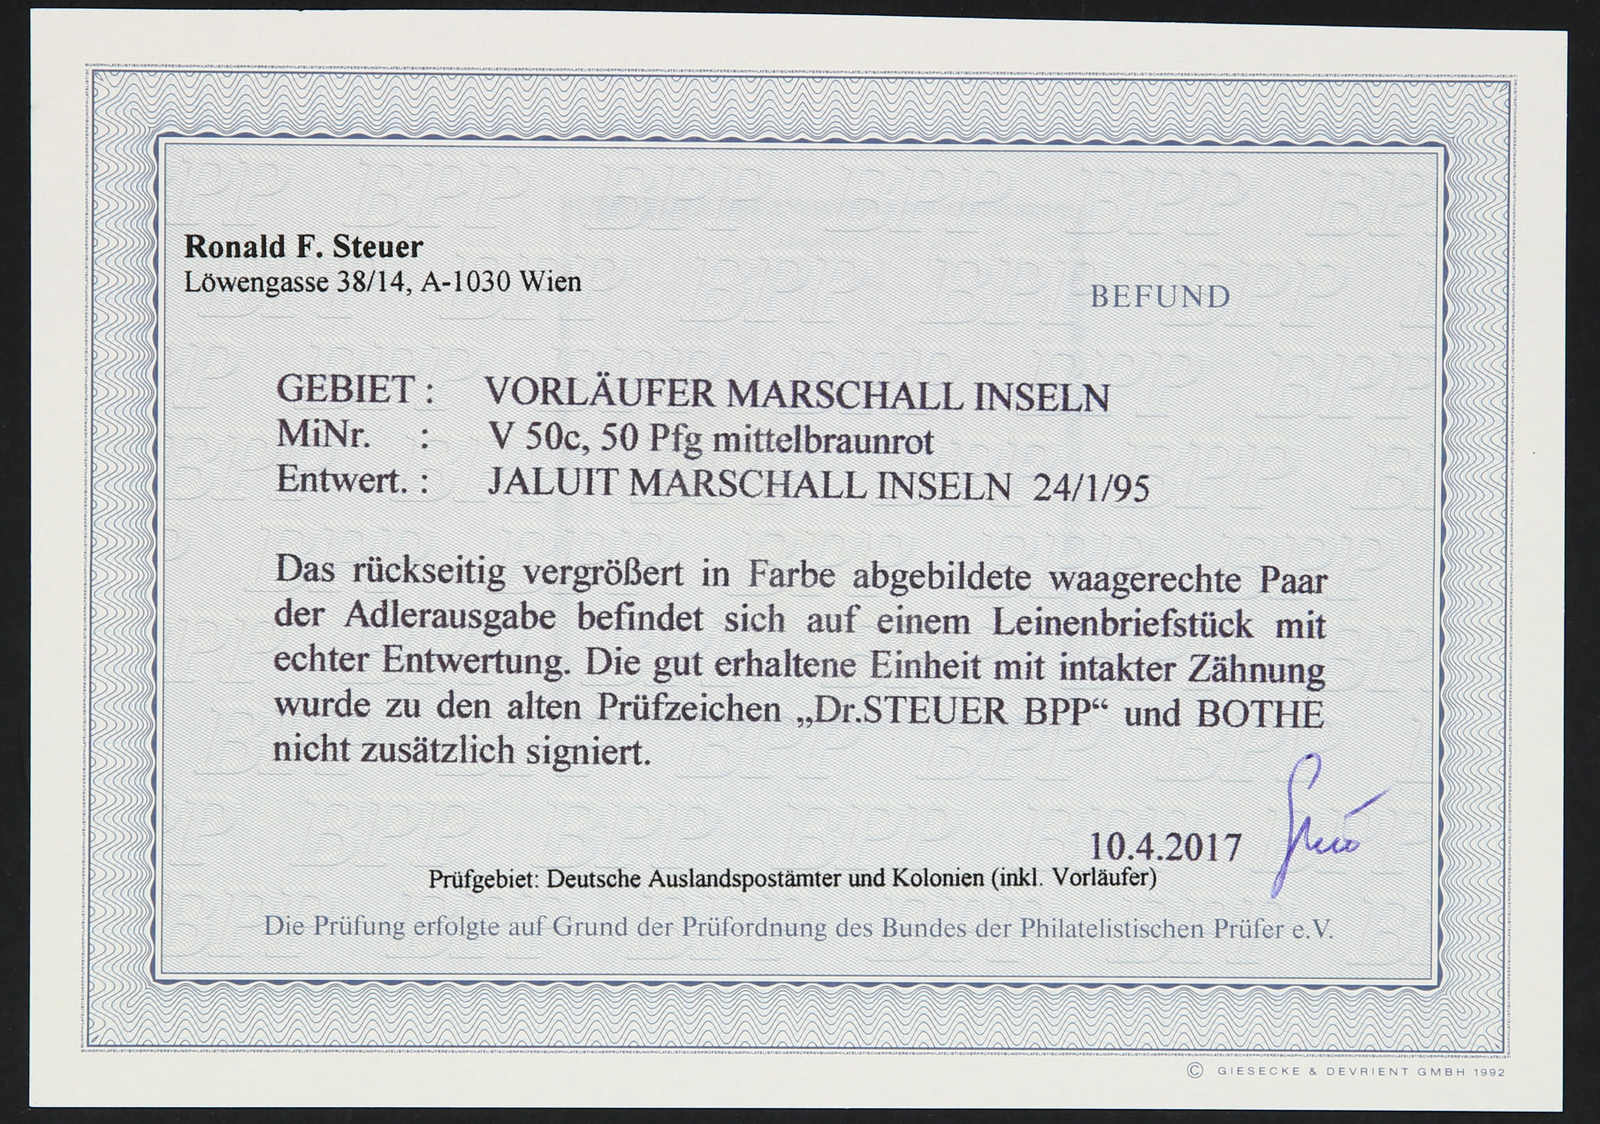 Ronald F. Steuer
Löwengasse 38/14, A-1030 Wien
BEFUND
GEBIET : VORLÄUFER MARSCHALL INSELN
MiNr. : V 50c, 50 Pfg mittelbraunrot
Entwert. : JALUIT MARSCHALL INSELN 24/1/95
Das rückseitig vergrößert in Farbe abgebildete waagerechte Paar
der Adlerausgabe befindet sich auf einem Leinenbriefstück mit
echter Entwertung. Die gut erhaltene Einheit mit intakter Zähnung
wurde zu den alten Prüfzeichen „Dr.STEUER BPP“ und BOTHE
nicht zusätzlich signiert.
10.4.2017
Prüfgebiet: Deutsche Auslandspostämter und Kolonien (inkl. Vorläufer)
Die Prüfung erfolgte auf Grund der Prüfordnung des Bundes der Philatelistischen Prüfer e.V.
© GIESECKE & DEVRIENT GMBH 1992